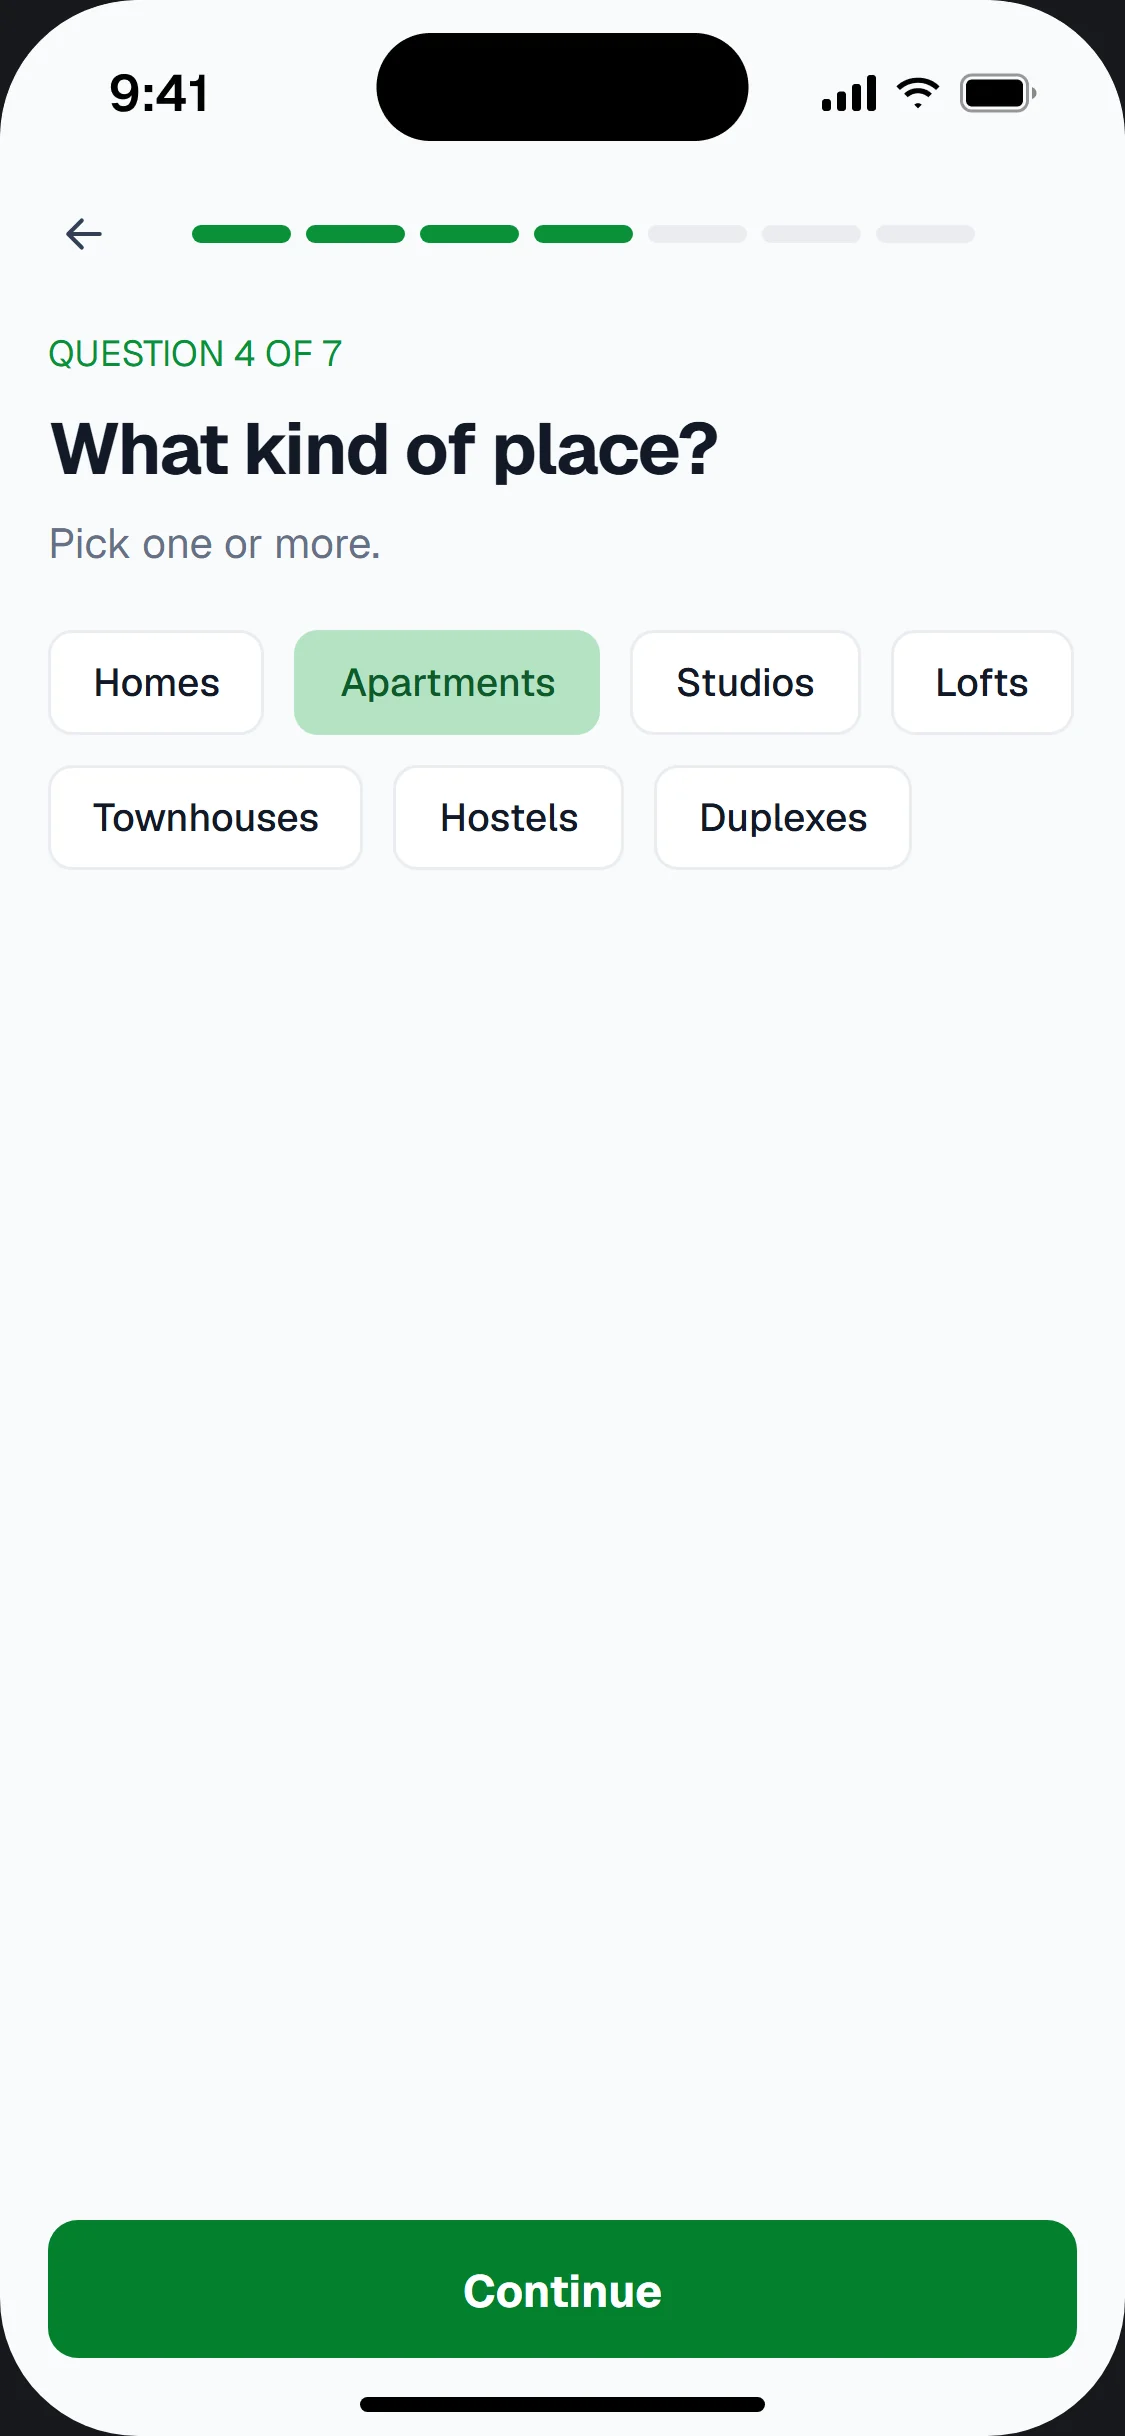 9:41
QUESTION 4 OF 7
What kind of place?
Pick one or more.
Homes Apartments Studios Lofts
Townhouses Hostels Duplexes
Continue